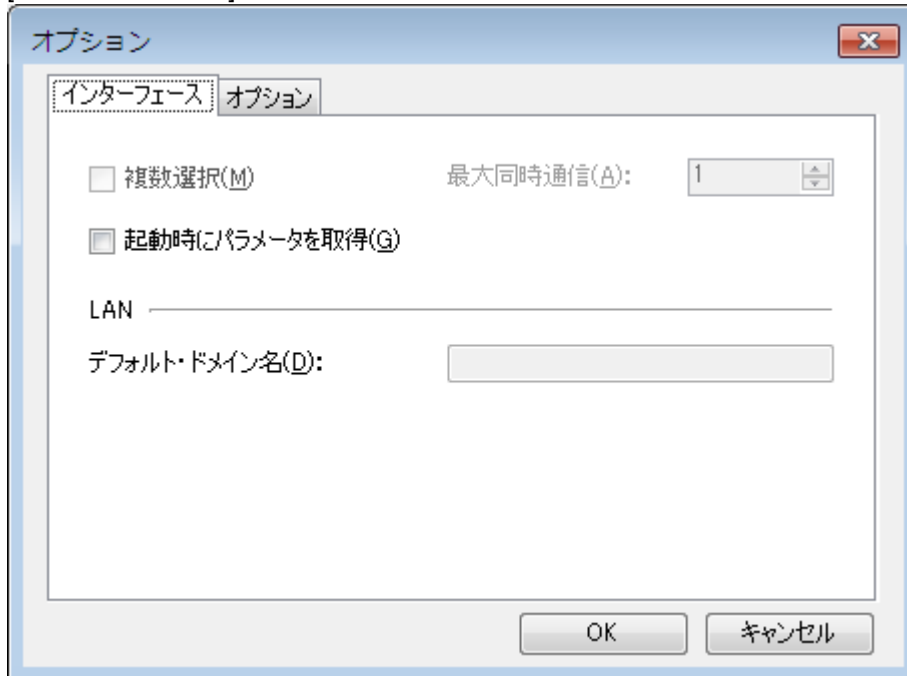 オプション
インターフェース オプション
複数選択(M) 最大同時通信(A): 1
起動時にパラメータを取得(G)
LAN
デフォルト・ドメイン名(D):
OK キャンセル